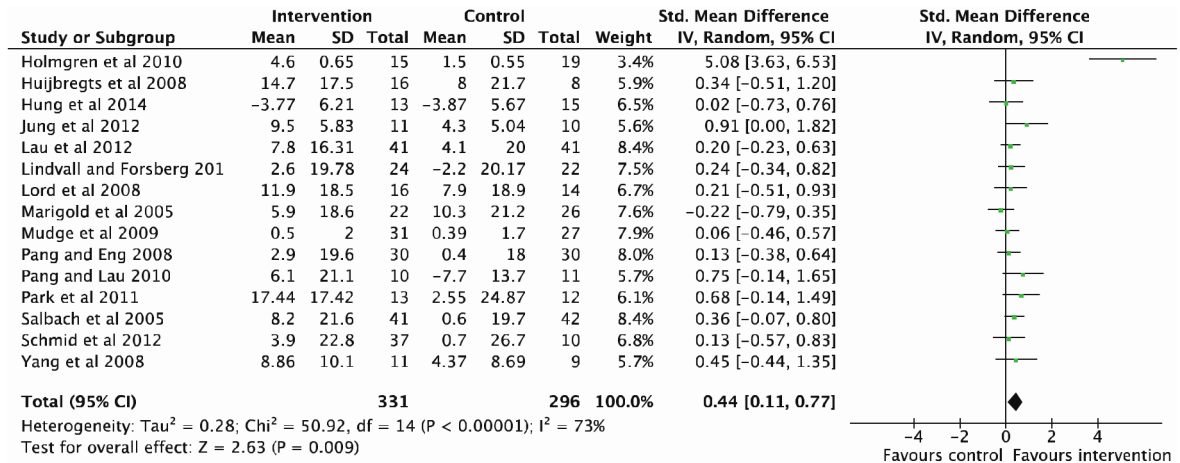 Intervention Control Std. Mean Difference Std. Mean Difference
Study or Subgroup Mean SD Total Mean SD Total Weight IV, Random, 95% CI IV, Random, 95% CI
Holmgren et al 2010 4.6 0.65 15 1.5 0.55 19 3.4% 5.08 [3.63, 6.53]
Huijbregts et al 2008 14.7 17.5 16 8 21.7 8 5.9% 0.34 [-0.51, 1.20]
Hung et al 2014 -3.77 6.21 13 -3.87 5.67 15 6.5% 0.02 [-0.73, 0.76]
Jung et al 2012 9.5 5.83 11 4.3 5.04 10 5.6% 0.91 [0.00, 1.82]
Lau et al 2012 7.8 16.31 41 4.1 20 41 8.4% 0.20 [-0.23, 0.63]
Lindvall and Forsberg 201 2.6 19.78 24 -2.2 20.17 22 7.5% 0.24 [-0.34, 0.82]
Lord et al 2008 11.9 18.5 16 7.9 18.9 14 6.7% 0.21 [-0.51, 0.93]
Marigold et al 2005 5.9 18.6 22 10.3 21.2 26 7.6% -0.22 [-0.79, 0.35]
Mudge et al 2009 0.5 2 31 0.39 1.7 27 7.9% 0.06 [-0.46, 0.57]
Pang and Eng 2008 2.9 19.6 30 0.4 18 30 8.0% 0.13 [-0.38, 0.64]
Pang and Lau 2010 6.1 21.1 10 -7.7 13.7 11 5.7% 0.75 [-0.14, 1.65]
Park et al 2011 17.44 17.42 13 2.55 24.87 12 6.1% 0.68 [-0.14, 1.49]
Salbach et al 2005 8.2 21.6 41 0.6 19.7 42 8.4% 0.36 [-0.07, 0.80]
Schmid et al 2012 3.9 22.8 37 0.7 26.7 10 6.8% 0.13 [-0.57, 0.83]
Yang et al 2008 8.86 10.1 11 4.37 8.69 9 5.7% 0.45 [-0.44, 1.35]
Total (95% CI) 331 296 100.0% 0.44 [0.11, 0.77]
Heterogeneity: Tau² = 0.28; Chi² = 50.92, df = 14 (P < 0.00001); I² = 73%
Test for overall effect: Z = 2.63 (P = 0.009)
-4 -2 0 2 4
Favours control Favours intervention